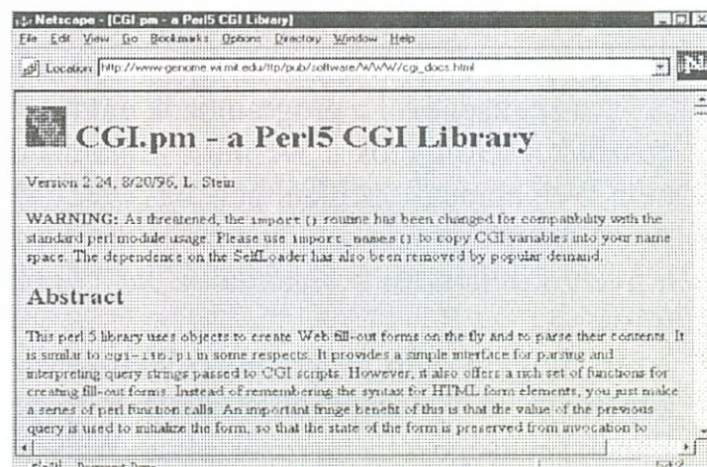 Netscape - [CGI.pm - a Perl5 CGI Library]
File Edit View Go Bookmarks Options Directory Window Help
Location: http://www-genome.wi.mit.edu/ftp/pub/software/WWW/cgi_docs.html
N
CGI.pm - a Perl5 CGI Library
Version 2.24, 8/20/96, L. Stein
WARNING: As threatened, the import() routine has been changed for compatibility with the
standard perl module usage. Please use import_names() to copy CGI variables into your name
space. The dependence on the SelfLoader has also been removed by popular demand.
Abstract
This perl 5 library uses objects to create Web fill-out forms on the fly and to parse their contents. It
is similar to cgi-lib.pl in some respects. It provides a simple interface for parsing and
interpreting query strings passed to CGI scripts. However, it also offers a rich set of functions for
creating fill-out forms. Instead of remembering the syntax for HTML form elements, you just make
a series of perl function calls. An important fringe benefit of this is that the value of the previous
query is used to initialize the form, so that the state of the form is preserved from invocation to
Document: Done